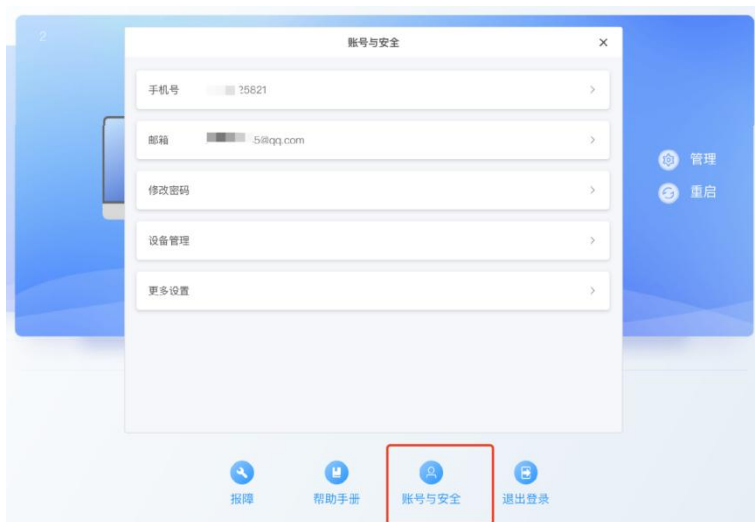 2
账号与安全
手机号 25821
邮箱 5@qq.com
修改密码
设备管理
更多设置
管理
重启
报障
帮助手册
账号与安全
退出登录